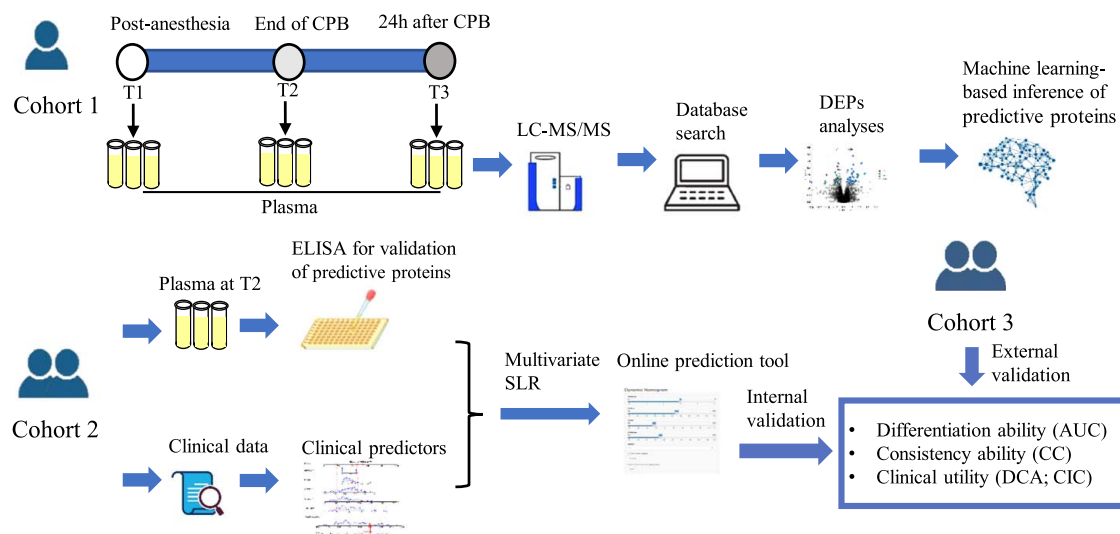 Post-anesthesia
End of CPB
24h after CPB
Cohort 1
T1
T2
T3
Plasma
LC-MS/MS
Database
search
DEPs
analyses
Machine learning-
based inference of
predictive proteins
Cohort 2
Plasma at T2
ELISA for validation
of predictive proteins
Clinical data
Clinical predictors
Multivariate
SLR
Online prediction tool
Dynamic Nomogram
Internal
validation
Cohort 3
External
validation
• Differentiation ability (AUC)
• Consistency ability (CC)
• Clinical utility (DCA; CIC)